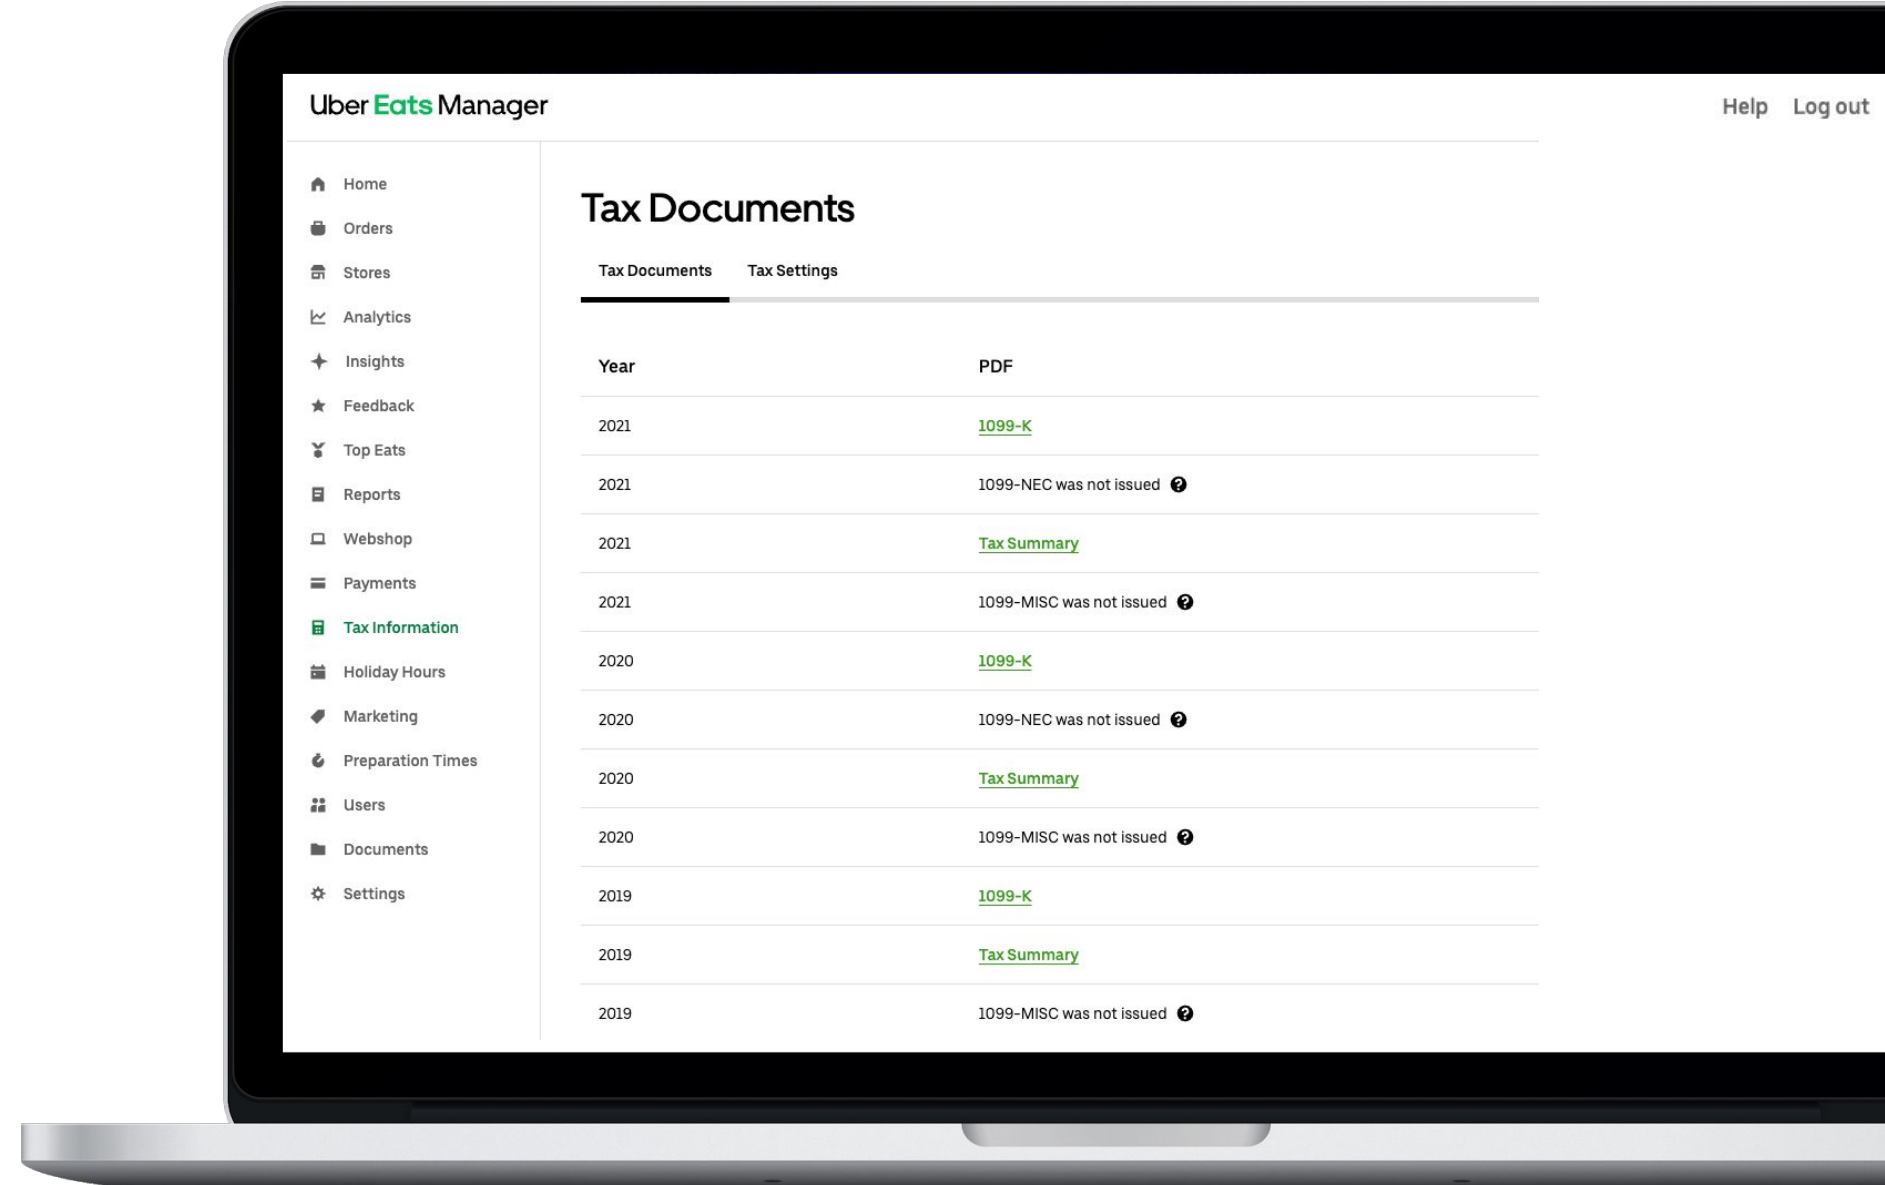 Uber Eats Manager
Help Log out
Home
Orders
Stores
Analytics
Insights
Feedback
Top Eats
Reports
Webshop
Payments
Tax Information
Holiday Hours
Marketing
Preparation Times
Users
Documents
Settings
Tax Documents
Tax Documents Tax Settings
Year PDF
2021 1099-K
2021 1099-NEC was not issued ?
2021 Tax Summary
2021 1099-MISC was not issued ?
2020 1099-K
2020 1099-NEC was not issued ?
2020 Tax Summary
2020 1099-MISC was not issued ?
2019 1099-K
2019 Tax Summary
2019 1099-MISC was not issued ?